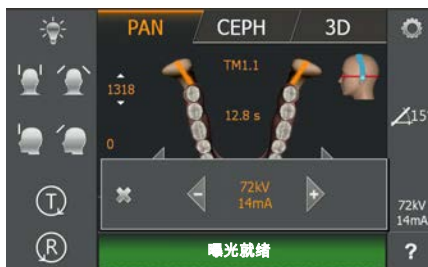 PAN CEPH 3D
TM1.1
1318
12.8 s
15°
0
72kV
14mA
72kV
14mA
T
R
曝光就绪
?